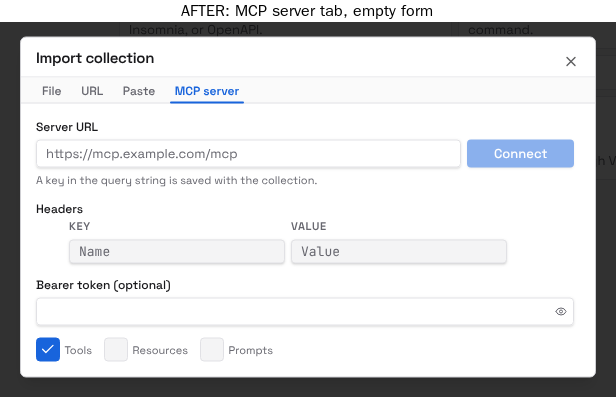 AFTER: MCP server tab, empty form
Insomnia, or OpenAPI.
command.
Import collection
File URL Paste MCP server
Server URL
https://mcp.example.com/mcp
Connect
A key in the query string is saved with the collection.
Headers
KEY VALUE
Name Value
Bearer token (optional)
Tools Resources Prompts